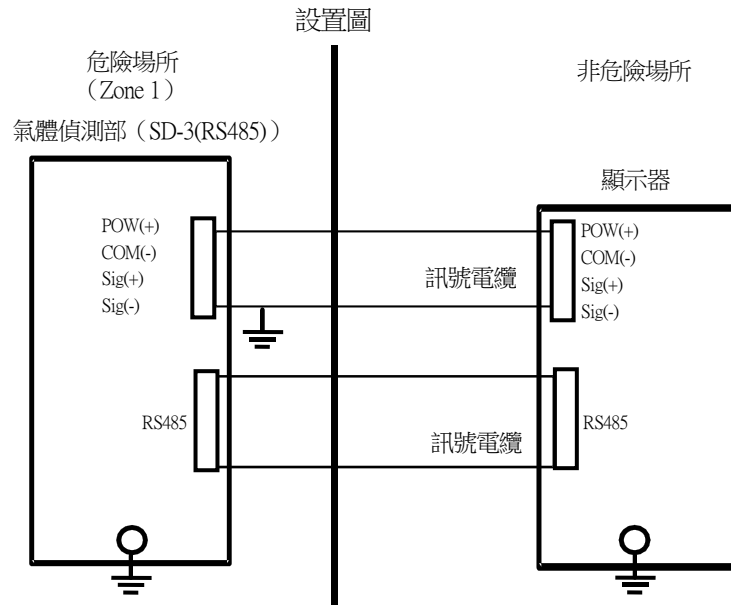 設置圖
危險場所
（Zone 1）
非危險場所
氣體偵測部（SD-3(RS485)）
顯示器
POW(+)
COM(-)
Sig(+)
Sig(-)
訊號電纜
POW(+)
COM(-)
Sig(+)
Sig(-)
RS485
訊號電纜
RS485